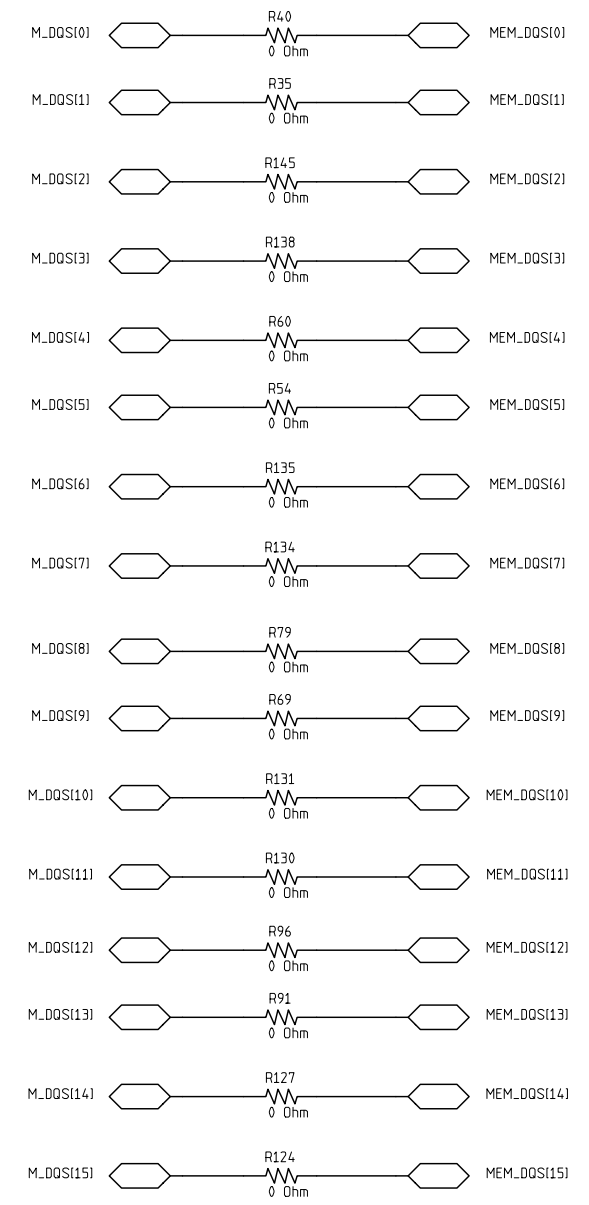 R40
M_DQS[0] MEM_DQS[0]
0 Ohm
R35
M_DQS[1] MEM_DQS[1]
0 Ohm
R145
M_DQS[2] MEM_DQS[2]
0 Ohm
R138
M_DQS[3] MEM_DQS[3]
0 Ohm
R60
M_DQS[4] MEM_DQS[4]
0 Ohm
R54
M_DQS[5] MEM_DQS[5]
0 Ohm
R135
M_DQS[6] MEM_DQS[6]
0 Ohm
R134
M_DQS[7] MEM_DQS[7]
0 Ohm
R79
M_DQS[8] MEM_DQS[8]
0 Ohm
R69
M_DQS[9] MEM_DQS[9]
0 Ohm
R131
M_DQS[10] MEM_DQS[10]
0 Ohm
R130
M_DQS[11] MEM_DQS[11]
0 Ohm
R96
M_DQS[12] MEM_DQS[12]
0 Ohm
R91
M_DQS[13] MEM_DQS[13]
0 Ohm
R127
M_DQS[14] MEM_DQS[14]
0 Ohm
R124
M_DQS[15] MEM_DQS[15]
0 Ohm